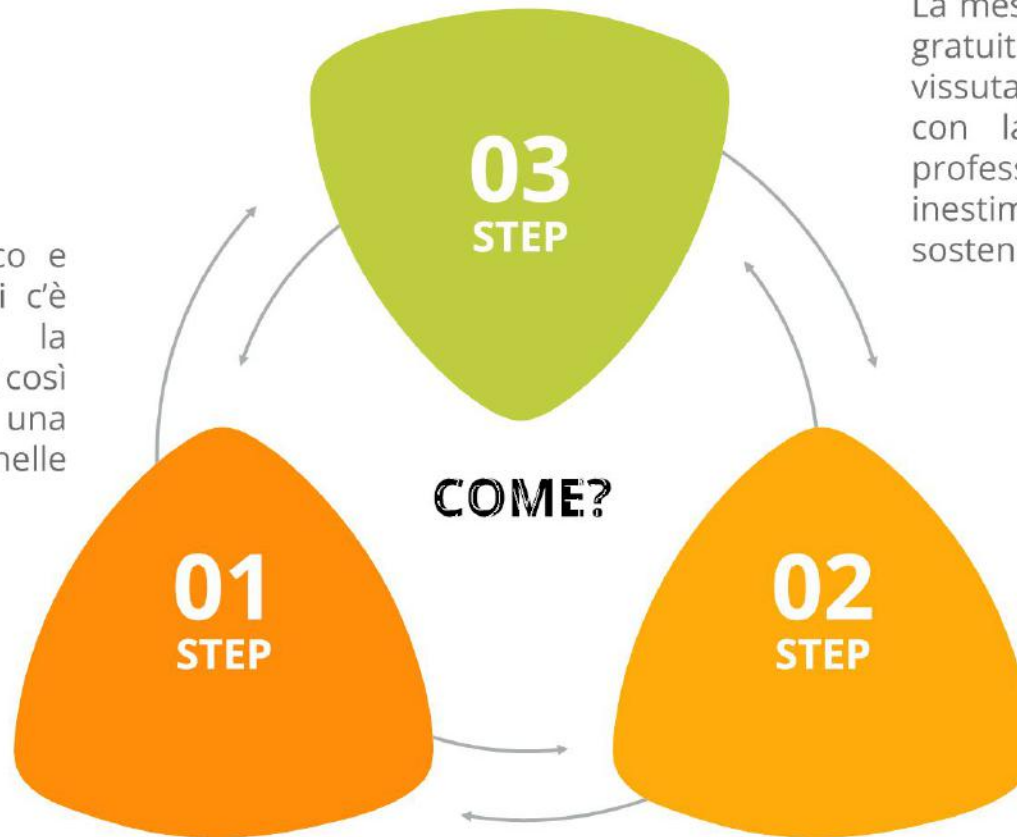 La mes
gratuit
vissuta
con la
profess
inestim
sosten
03
STEP
co e
i c'è
la
così
una
nelle
COME?
01
STEP
02
STEP